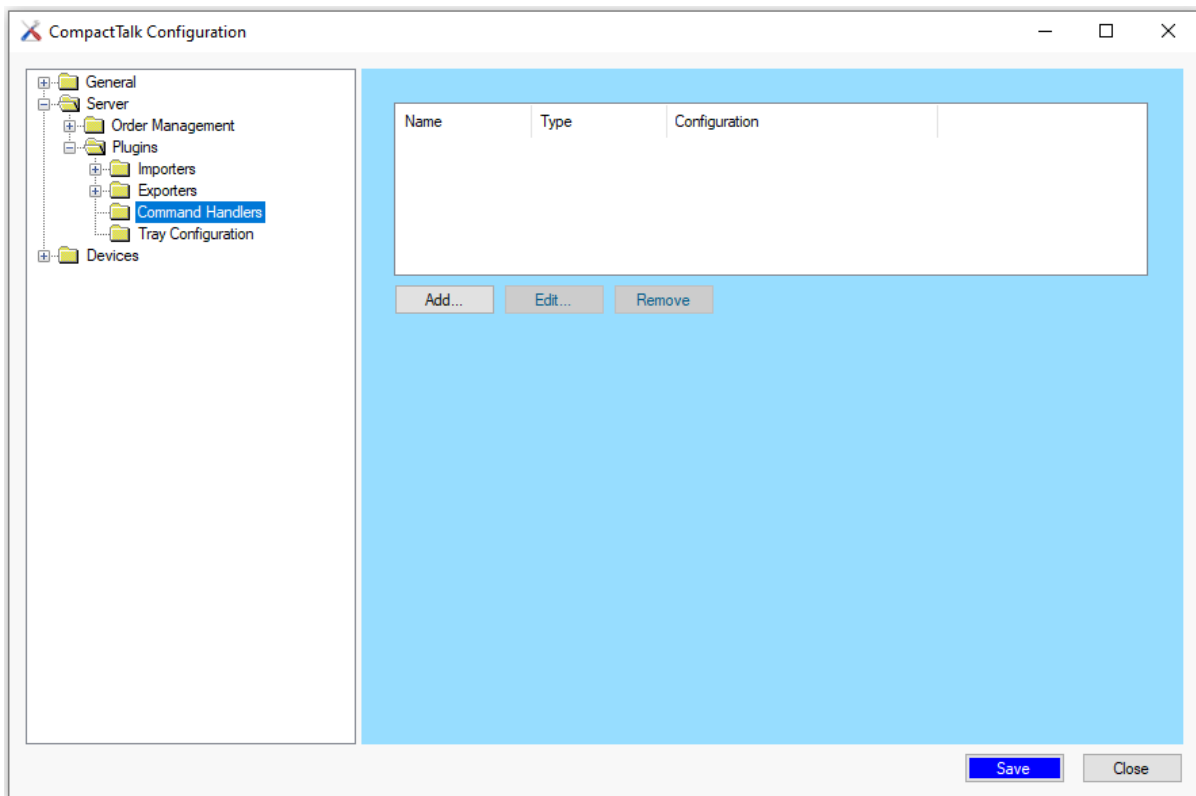 CompactTalk Configuration
General
Server
Order Management
Plugins
Importers
Exporters
Command Handlers
Tray Configuration
Devices
Name Type Configuration
Add... Edit... Remove
Save Close